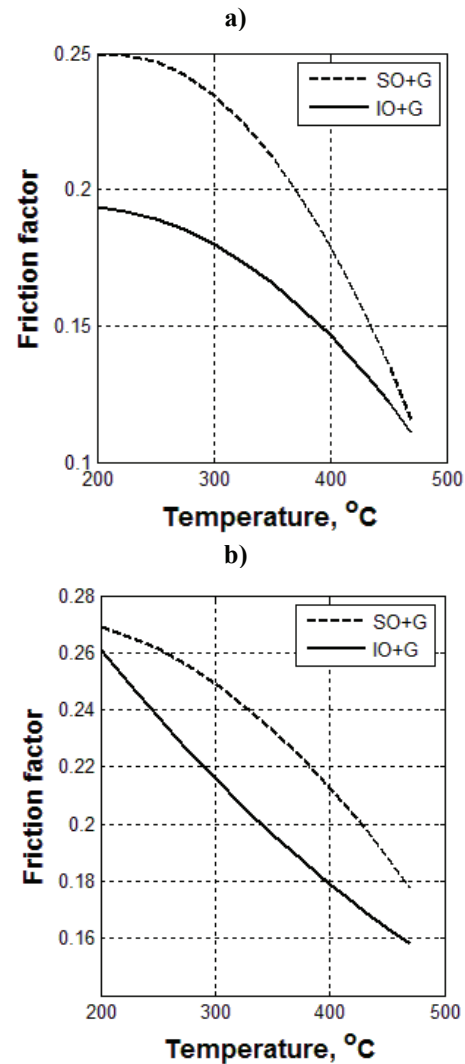 a)
0.25
0.2
0.15
0.1
Friction factor
SO+G
IO+G
200 300 400 500
Temperature, °C
b)
0.28
0.26
0.24
0.22
0.2
0.18
0.16
Friction factor
SO+G
IO+G
200 300 400 500
Temperature, °C